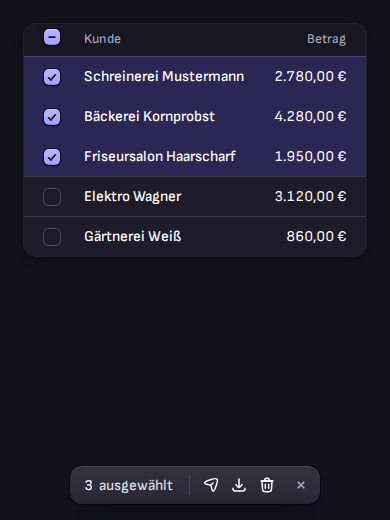 Kunde Betrag
Schreinerei Mustermann 2.780,00 €
Bäckerei Kornprobst 4.280,00 €
Friseursalon Haarscharf 1.950,00 €
Elektro Wagner 3.120,00 €
Gärtnerei Weiß 860,00 €
3 ausgewählt